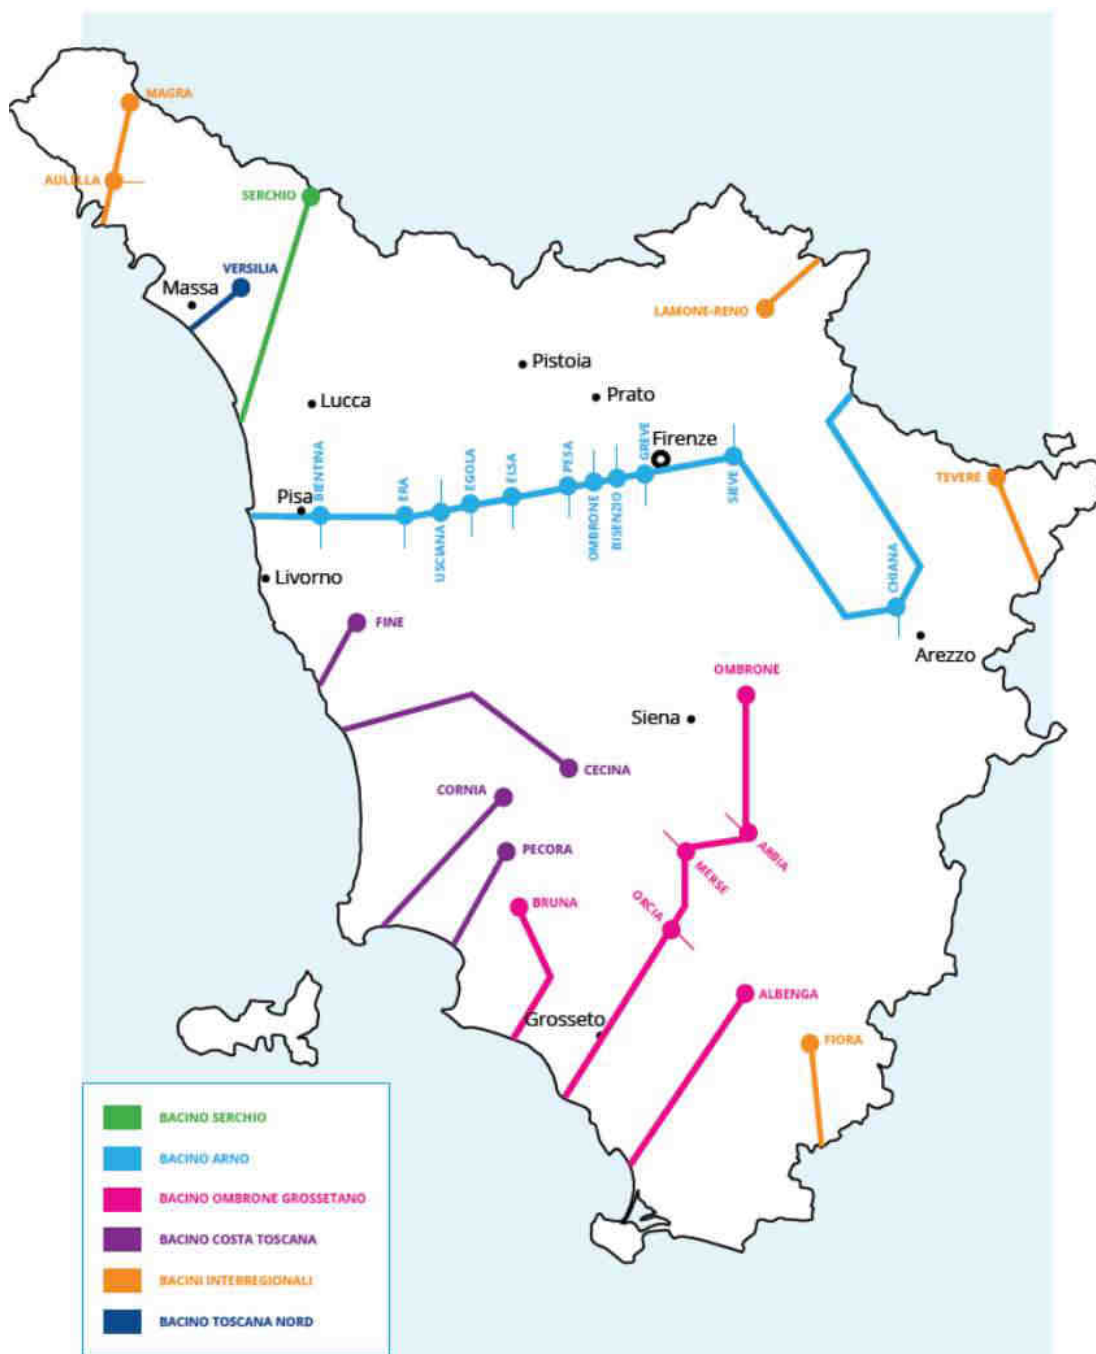 MAGRA
AULELLA
SERCHIO
VERSILIA
Massa
LAMONE-RENO
Pistoia
Prato
Lucca
Firenze
GREVE
BIENTINA
ERA
USCIANA
EGOLA
ELSA
PESA
OMBRONE
BISENZIO
SIEVE
TEVERE
Pisa
Livorno
CHIANA
FINE
Arezzo
OMBRONE
Siena
CECINA
CORNIA
PECORA
ARBIA
MERSE
BRUNA
ORCIA
ALBENGA
Grosseto
FIORA
BACINO SERCHIO
BACINO ARNO
BACINO OMBRONE GROSSETANO
BACINO COSTA TOSCANA
BACINI INTERREGIONALI
BACINO TOSCANA NORD